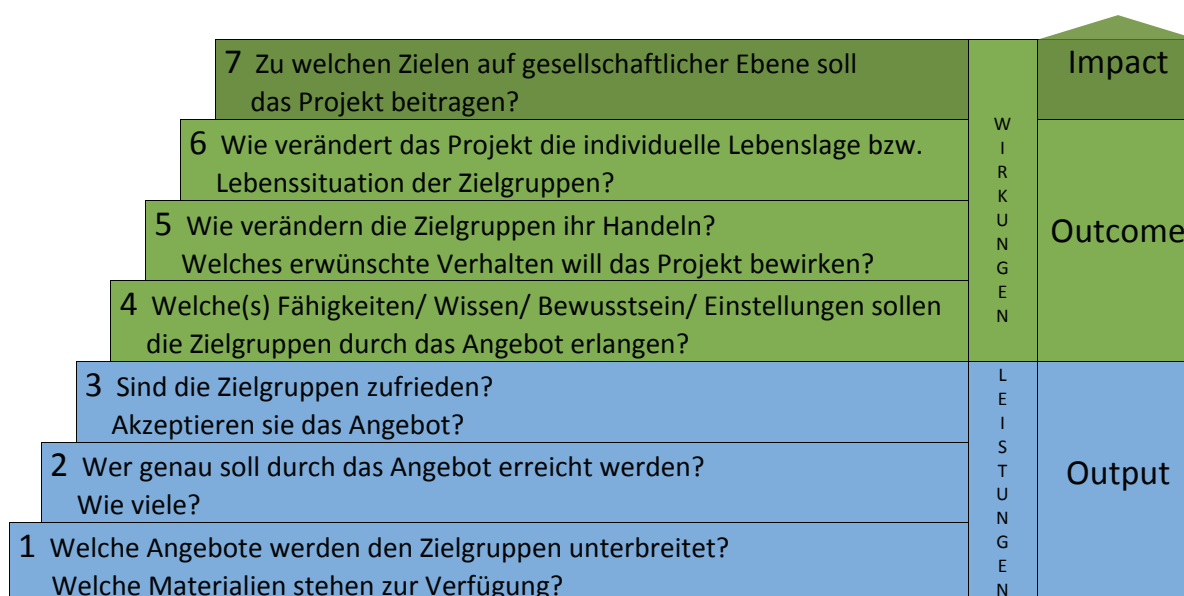 7 Zu welchen Zielen auf gesellschaftlicher Ebene soll
das Projekt beitragen?
6 Wie verändert das Projekt die individuelle Lebenslage bzw.
Lebenssituation der Zielgruppen?
5 Wie verändern die Zielgruppen ihr Handeln?
Welches erwünschte Verhalten will das Projekt bewirken?
4 Welche(s) Fähigkeiten/ Wissen/ Bewusstsein/ Einstellungen sollen
die Zielgruppen durch das Angebot erlangen?
3 Sind die Zielgruppen zufrieden?
Akzeptieren sie das Angebot?
2 Wer genau soll durch das Angebot erreicht werden?
Wie viele?
1 Welche Angebote werden den Zielgruppen unterbreitet?
Welche Materialien stehen zur Verfügung?
WIRKUNGEN
LEISTUNGEN
Impact
Outcome
Output